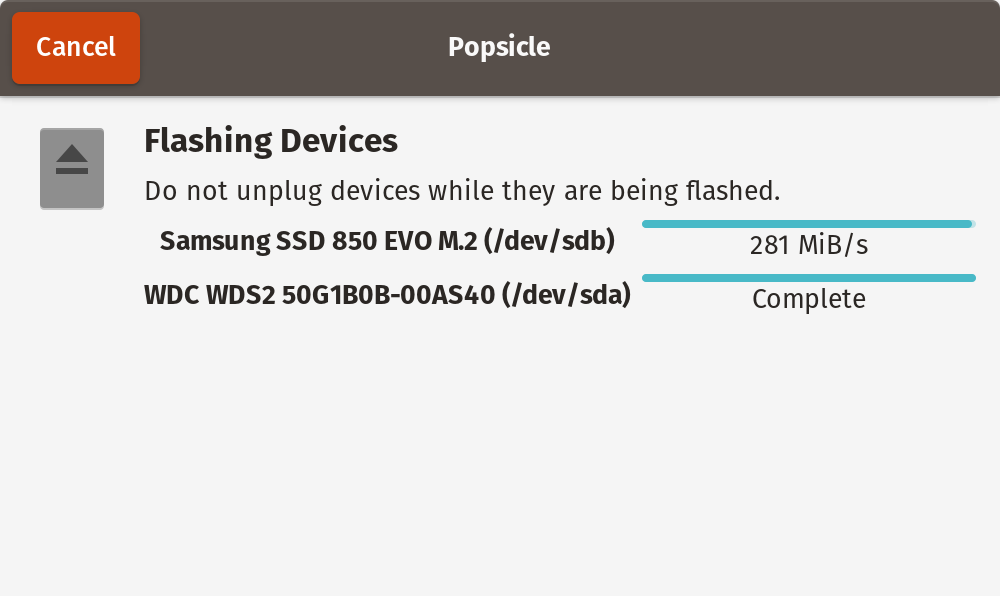 Cancel
Popsicle
Flashing Devices
Do not unplug devices while they are being flashed.
Samsung SSD 850 EVO M.2 (/dev/sdb)
281 MiB/s
WDC WDS2 50G1B0B-00AS40 (/dev/sda)
Complete